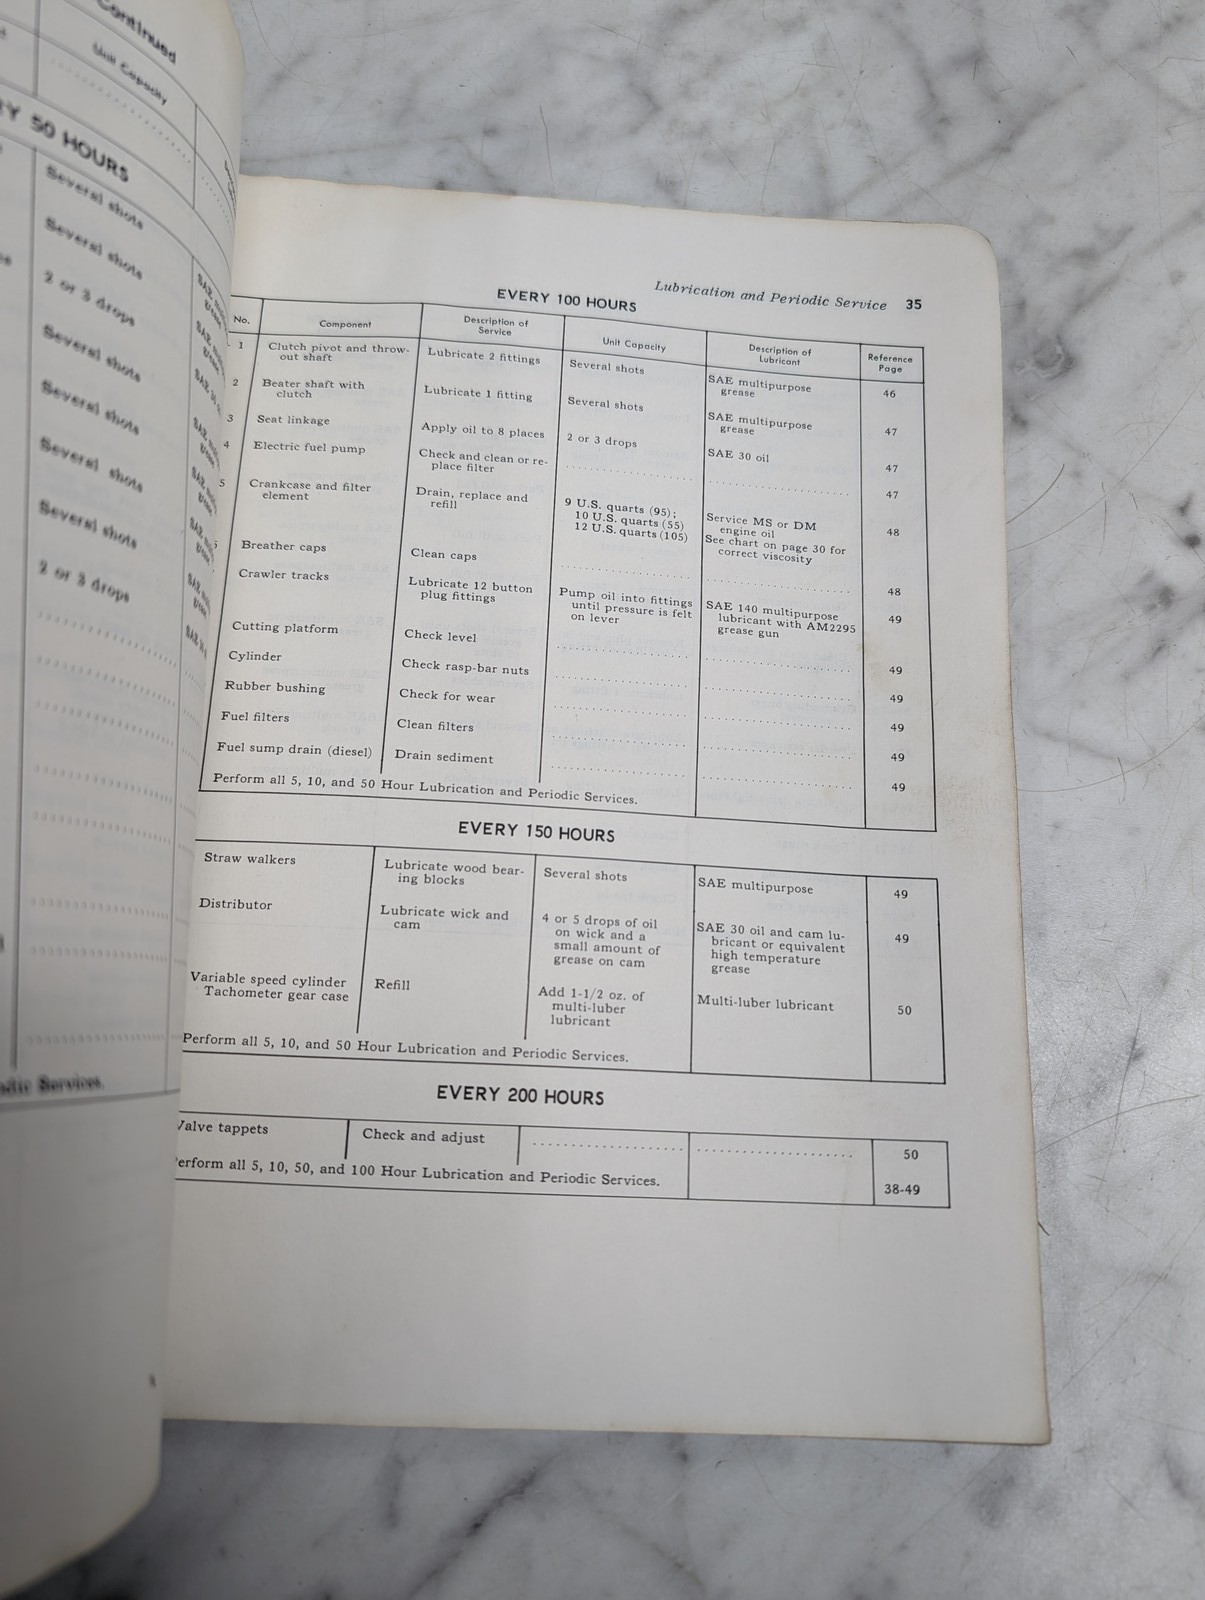 Continued
Unit Capacity
50 HOURS
Several shots
Several shots
2 or 3 drops
Several shots
Several shots
Several shots
Several shots
2 or 3 drops
Services.
Lubrication and Periodic Service 35
EVERY 100 HOURS
No. Component Description of Service Unit Capacity Description of Lubricant Reference Page
1 Clutch pivot and throw-
out shaft
Lubricate 2 fittings
Several shots
SAE multipurpose
grease
46
2 Beater shaft with
clutch
Lubricate 1 fitting
Several shots
SAE multipurpose
grease
47
3 Seat linkage
Apply oil to 8 places
2 or 3 drops
SAE 30 oil
47
4 Electric fuel pump
Check and clean or re-
place filter
47
5 Crankcase and filter
element
Drain, replace and
refill
9 U.S. quarts (95);
10 U.S. quarts (55)
12 U.S. quarts (105)
Service MS or DM
engine oil
See chart on page 30 for
correct viscosity
48
Breather caps
Clean caps
48
Crawler tracks
Lubricate 12 button
plug fittings
Pump oil into fittings
until pressure is felt
on lever
SAE 140 multipurpose
lubricant with AM2295
grease gun
49
Cutting platform
Check level
49
Cylinder
Check rasp-bar nuts
49
Rubber bushing
Check for wear
49
Fuel filters
Clean filters
49
Fuel sump drain (diesel)
Drain sediment
49
Perform all 5, 10, and 50 Hour Lubrication and Periodic Services.
EVERY 150 HOURS
Straw walkers
Lubricate wood bear-
ing blocks
Several shots
SAE multipurpose
49
Distributor
Lubricate wick and
cam
4 or 5 drops of oil
on wick and a
small amount of
grease on cam
SAE 30 oil and cam lu-
bricant or equivalent
high temperature
grease
49
Variable speed cylinder
Tachometer gear case
Refill
Add 1-1/2 oz. of
multi-luber
lubricant
Multi-luber lubricant
50
Perform all 5, 10, and 50 Hour Lubrication and Periodic Services.
EVERY 200 HOURS
Valve tappets
Check and adjust
50
erform all 5, 10, 50, and 100 Hour Lubrication and Periodic Services.
38-49